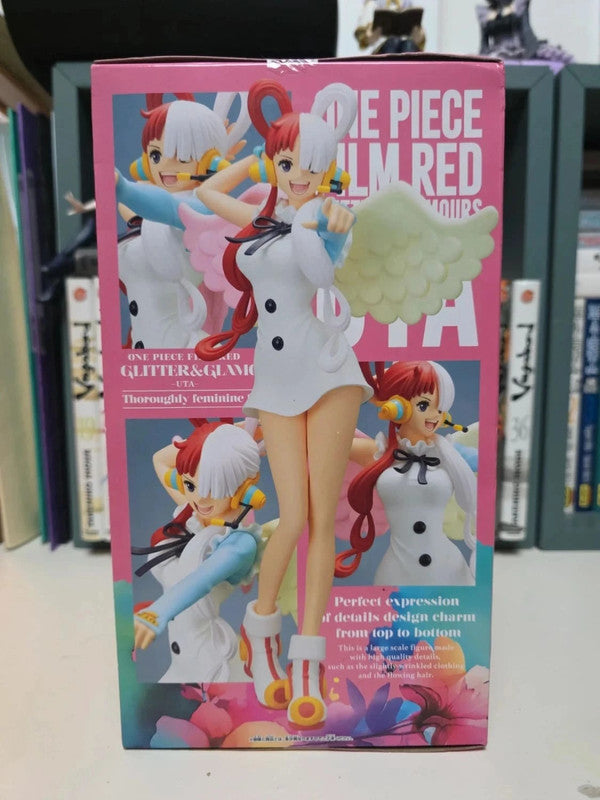 ONE PIECE
FILM RED
UTA
ONE PIECE FILM RED
GLITTER&GLAMO
-UTA-
Thoroughly feminine
Perfect expression
of details design charm
from top to bottom
This is a large scale figure made
with high quality details,
such as the slightly wrinkled clothing
and the flowing hair.
Vagabond
Vagabond
36